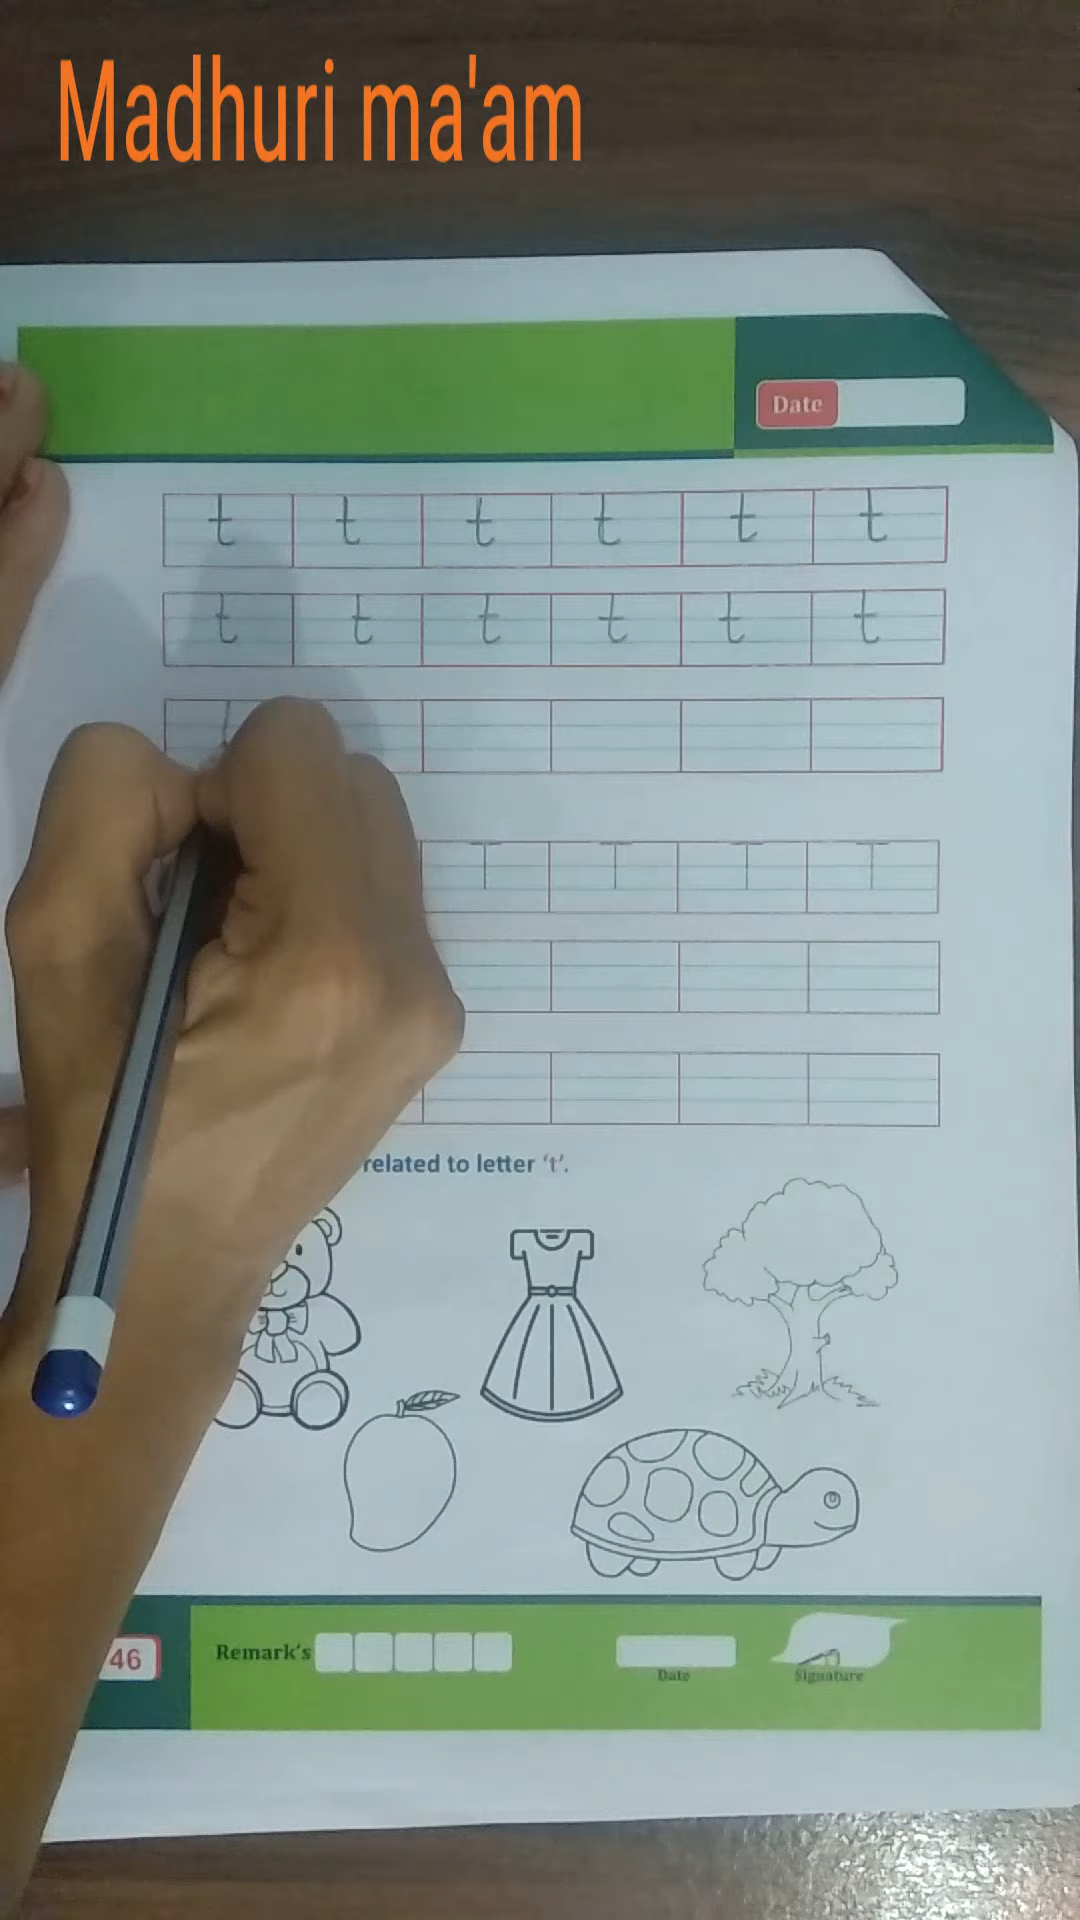 Madhuri ma'am
Date
t t t t t t
t t t t t t
T T T T
related to letter 't'.
46
Remark's
Date
Signature